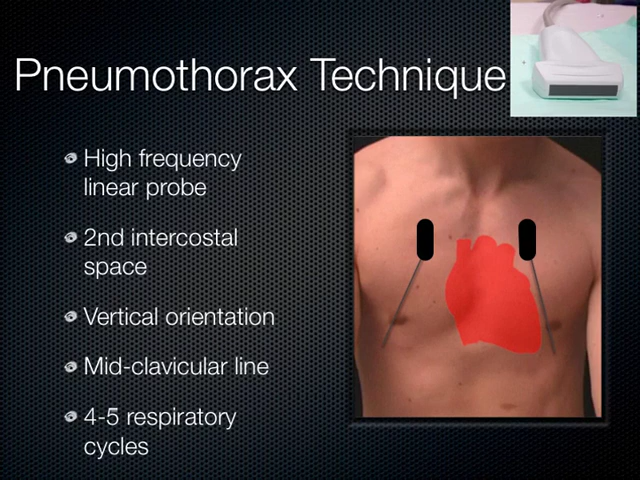 Pneumothorax Technique
High frequency
linear probe
2nd intercostal
space
Vertical orientation
Mid-clavicular line
4-5 respiratory
cycles